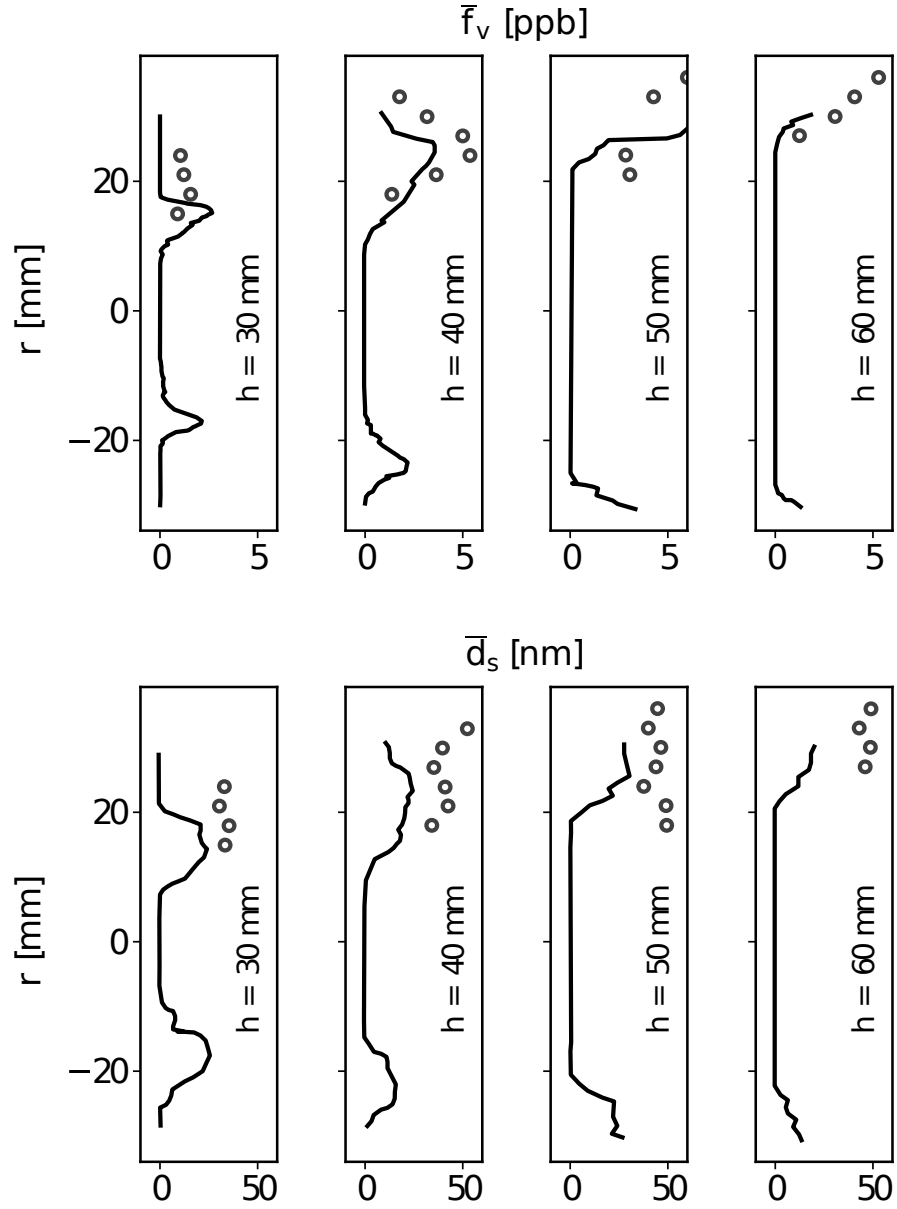 f̅ᵥ [ppb]
r [mm]
20
0
−20
h = 30 mm
h = 40 mm
h = 50 mm
h = 60 mm
0 5 0 5 0 5 0 5
d̅ₛ [nm]
r [mm]
20
0
−20
h = 30 mm
h = 40 mm
h = 50 mm
h = 60 mm
0 50 0 50 0 50 0 50